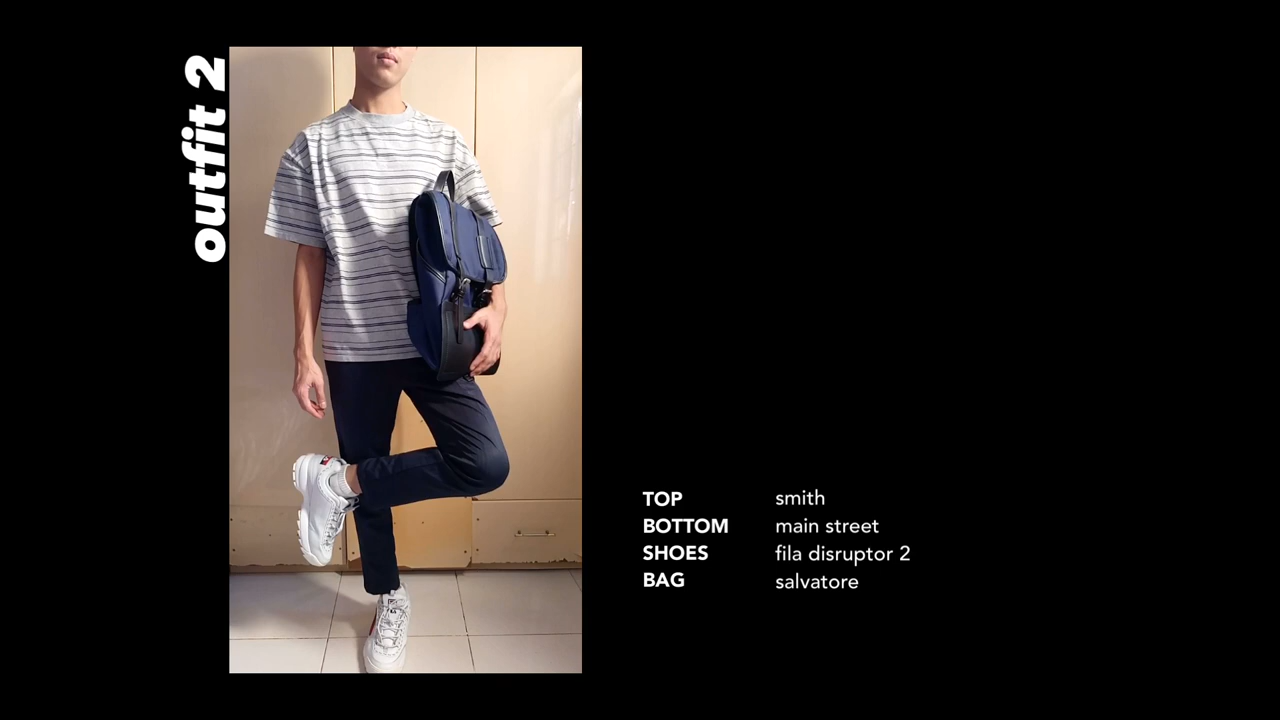 outfit 2
TOP smith
BOTTOM main street
SHOES fila disruptor 2
BAG salvatore